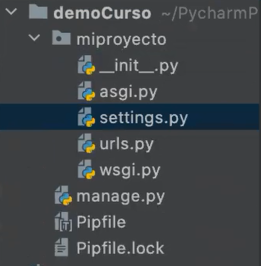 demoCurso ~/PycharmP
miproyecto
__init__.py
asgi.py
settings.py
urls.py
wsgi.py
manage.py
Pipfile
Pipfile.lock